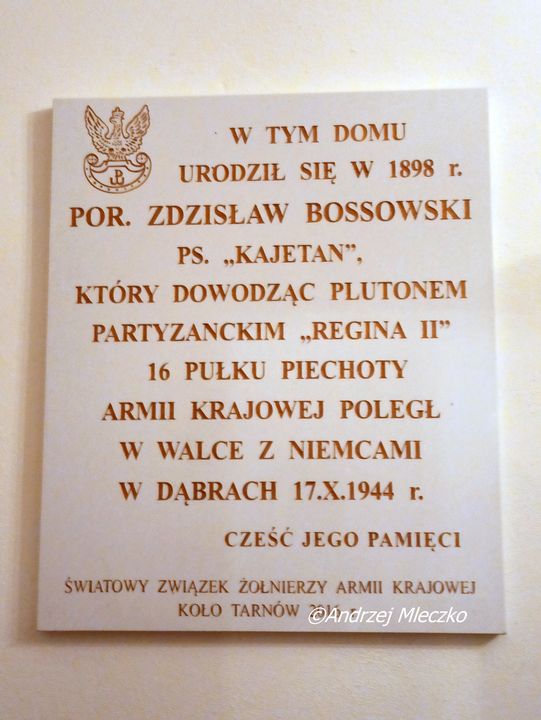 W TYM DOMU
URODZIŁ SIĘ W 1898 r.
POR. ZDZISŁAW BOSSOWSKI
PS. „KAJETAN”,
KTÓRY DOWODZĄC PLUTONEM
PARTYZANCKIM „REGINA II”
16 PUŁKU PIECHOTY
ARMII KRAJOWEJ POLEGŁ
W WALCE Z NIEMCAMI
W DĄBRACH 17.X.1944 r.
CZEŚĆ JEGO PAMIĘCI
ŚWIATOWY ZWIĄZEK ŻOŁNIERZY ARMII KRAJOWEJ
KOŁO TARNÓW
©Andrzej Mleczko